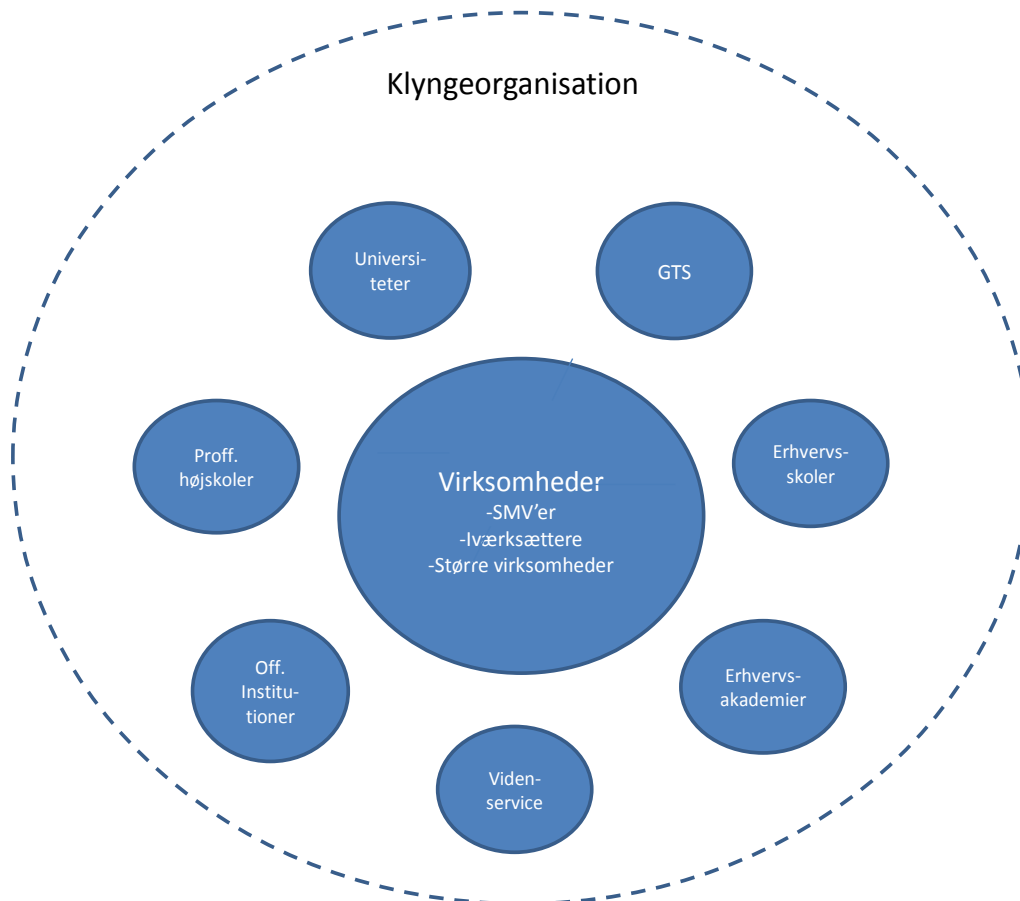 Klyngeorganisation
Universi-
teter
GTS
Proff.
højskoler
Erhvervs-
skoler
Virksomheder
-SMV’er
-Iværksættere
-Større virksomheder
Off.
Institu-
tioner
Erhvervs-
akademier
Viden-
service